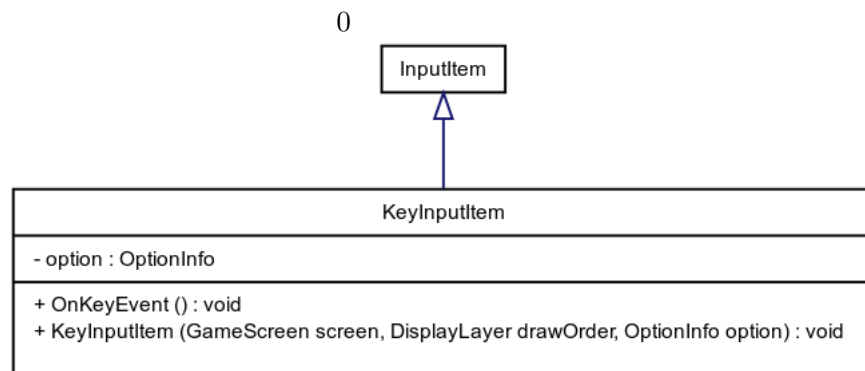 0
InputItem
KeyInputItem
- option : OptionInfo
+ OnKeyEvent () : void
+ KeyInputItem (GameScreen screen, DisplayLayer drawOrder, OptionInfo option) : void